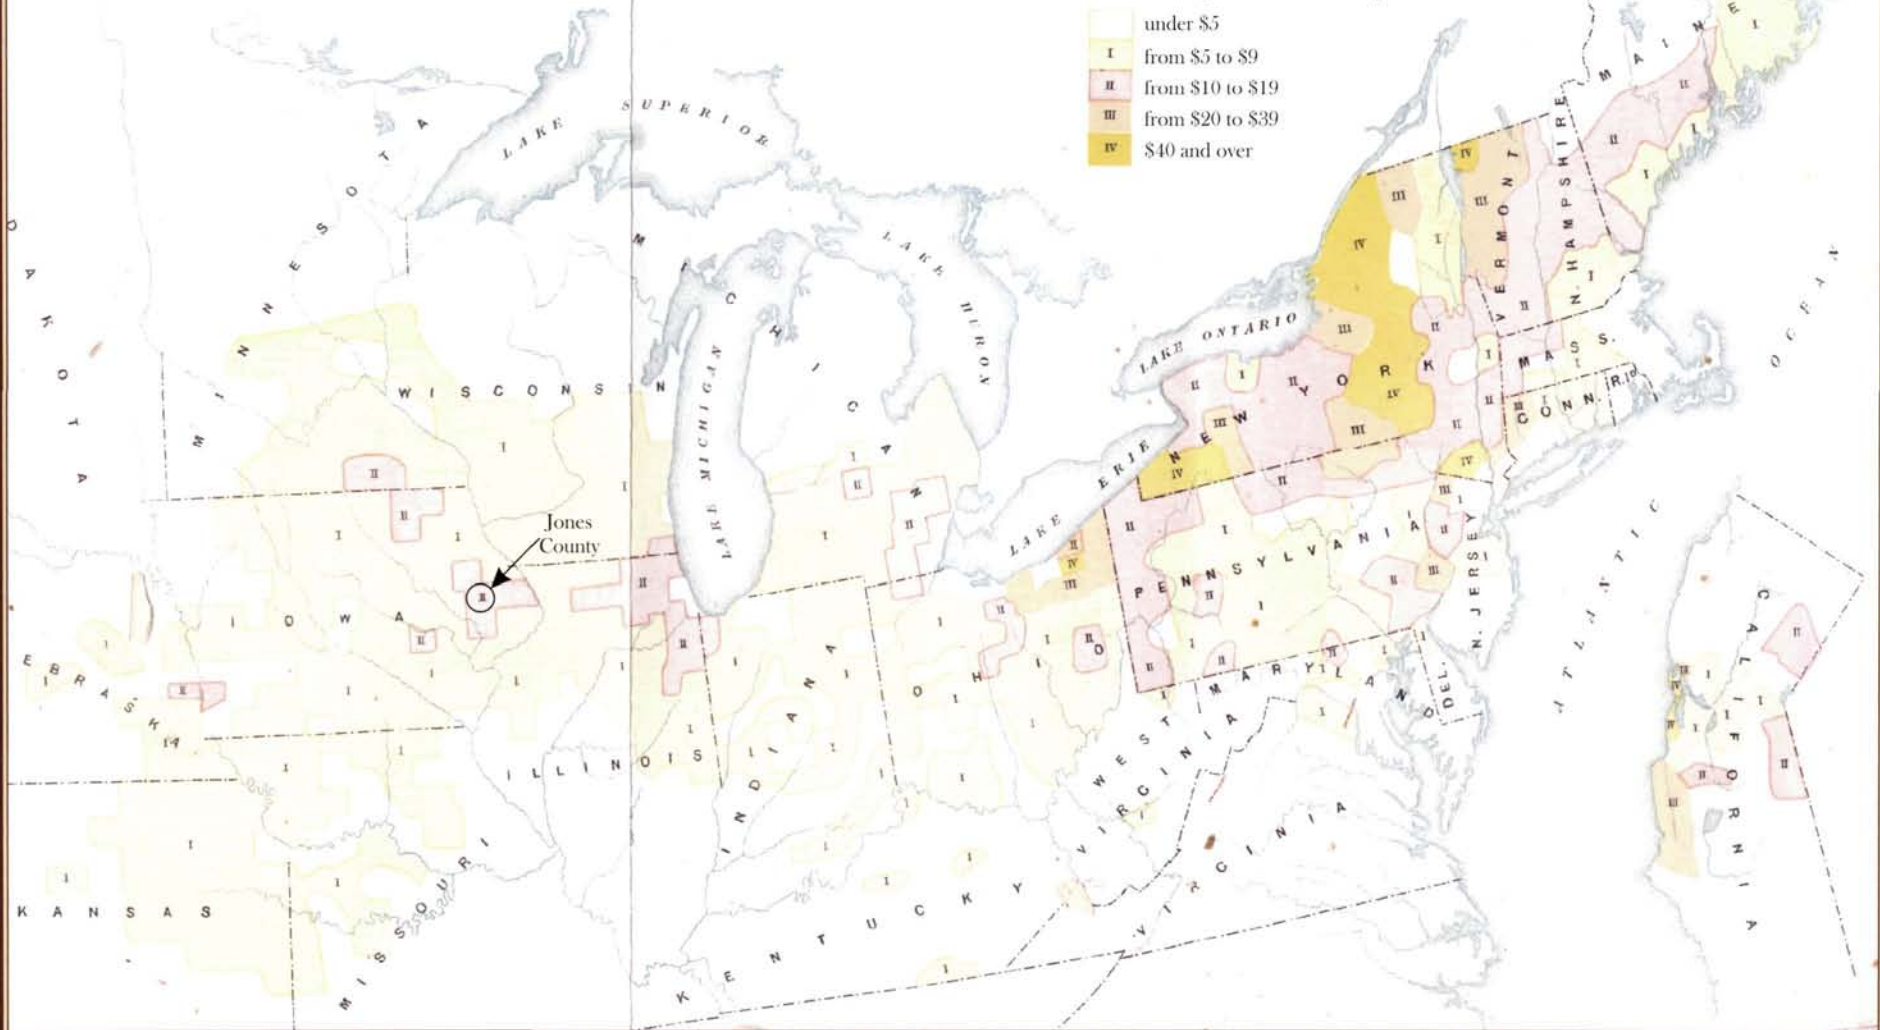 under $5
I from $5 to $9
II from $10 to $19
III from $20 to $39
IV $40 and over
LAKE SUPERIOR
MINNESOTA
DAKOTA
WISCONSIN
MICHIGAN
LAKE MICHIGAN
LAKE HURON
LAKE ONTARIO
LAKE ERIE
MAINE
VERMONT
N. HAMPSHIRE
MASS.
R.ID
CONN.
NEW YORK
ATLANTIC OCEAN
Jones
County
IOWA
EBRASKA
ILLINOIS
INDIANA
OHIO
PENNSYLVANIA
N. JERSEY
DEL.
MARYLAND
WEST VIRGINIA
VIRGINIA
KENTUCKY
MISSOURI
KANSAS
CALIFORNIA